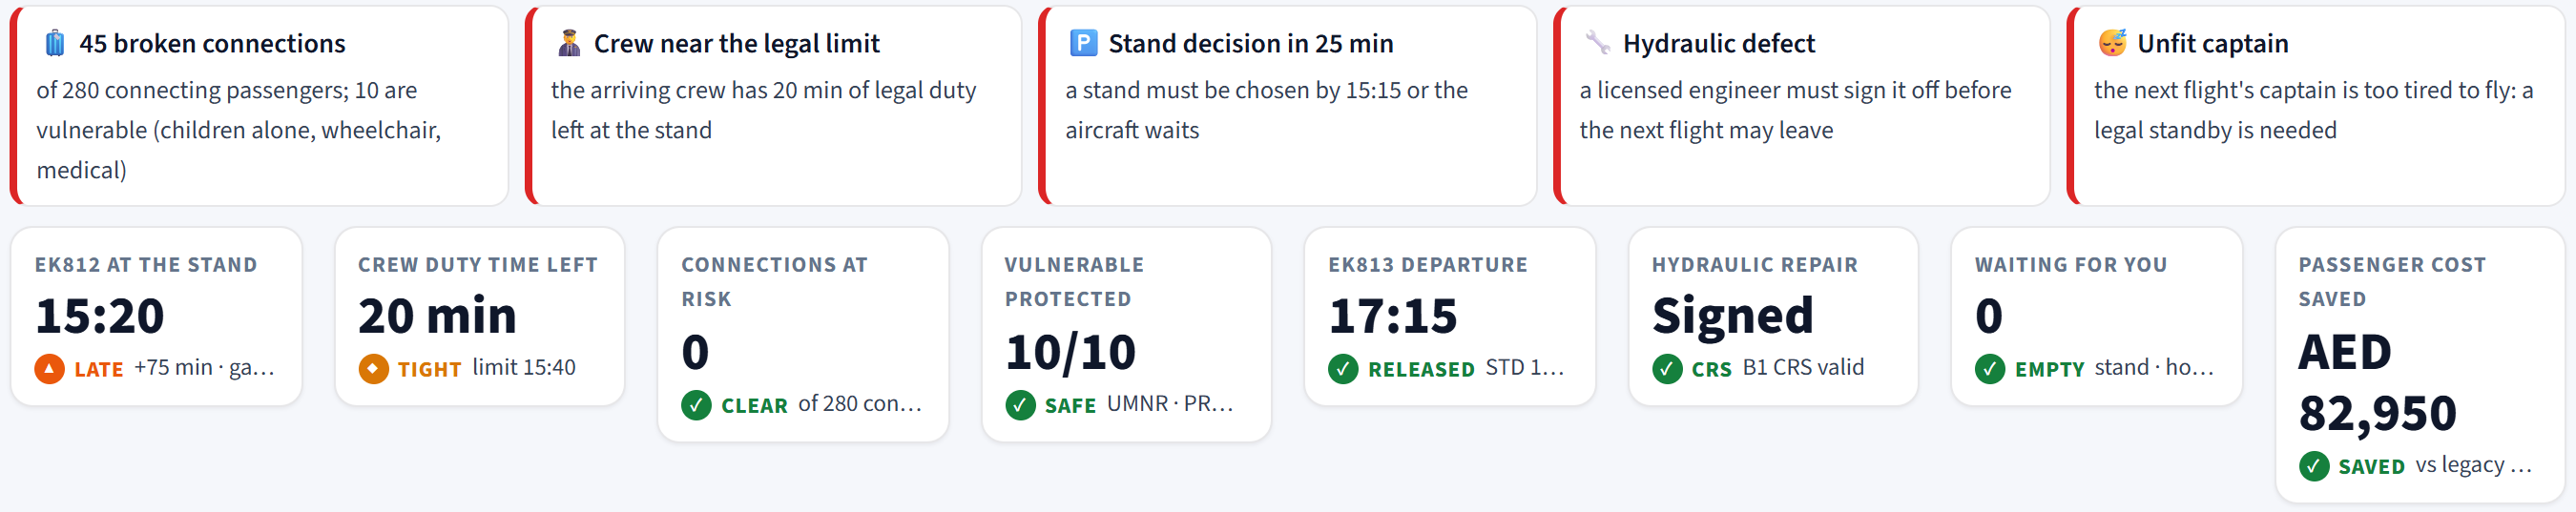 45 broken connections
of 280 connecting passengers; 10 are
vulnerable (children alone, wheelchair,
medical)
Crew near the legal limit
the arriving crew has 20 min of legal duty
left at the stand
P Stand decision in 25 min
a stand must be chosen by 15:15 or the
aircraft waits
Hydraulic defect
a licensed engineer must sign it off before
the next flight may leave
Unfit captain
the next flight's captain is too tired to fly: a
legal standby is needed
EK812 AT THE STAND
15:20
LATE +75 min · ga…
CREW DUTY TIME LEFT
20 min
TIGHT limit 15:40
CONNECTIONS AT
RISK
0
CLEAR of 280 con…
VULNERABLE
PROTECTED
10/10
SAFE UMNR · PR…
EK813 DEPARTURE
17:15
RELEASED STD 1…
HYDRAULIC REPAIR
Signed
CRS B1 CRS valid
WAITING FOR YOU
0
EMPTY stand · ho…
PASSENGER COST
SAVED
AED
82,950
SAVED vs legacy …